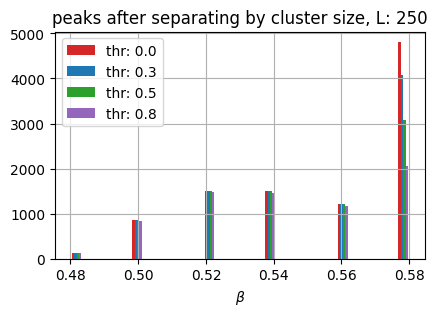 peaks after separating by cluster size, L: 250
5000
4000
3000
2000
1000
0
thr: 0.0
thr: 0.3
thr: 0.5
thr: 0.8
0.48 0.50 0.52 0.54 0.56 0.58
β